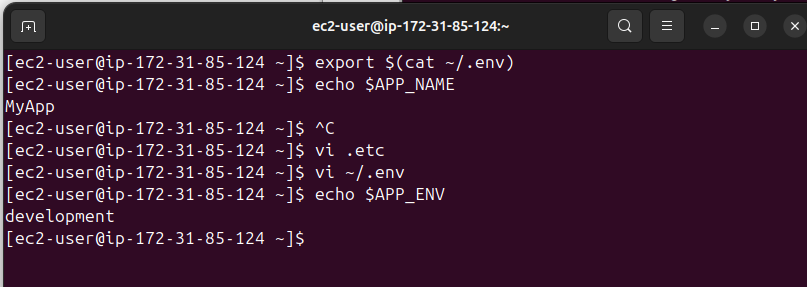 ec2-user@ip-172-31-85-124:~
[ec2-user@ip-172-31-85-124 ~]$ export $(cat ~/.env)
[ec2-user@ip-172-31-85-124 ~]$ echo $APP_NAME
MyApp
[ec2-user@ip-172-31-85-124 ~]$ ^C
[ec2-user@ip-172-31-85-124 ~]$ vi .etc
[ec2-user@ip-172-31-85-124 ~]$ vi ~/.env
[ec2-user@ip-172-31-85-124 ~]$ echo $APP_ENV
development
[ec2-user@ip-172-31-85-124 ~]$